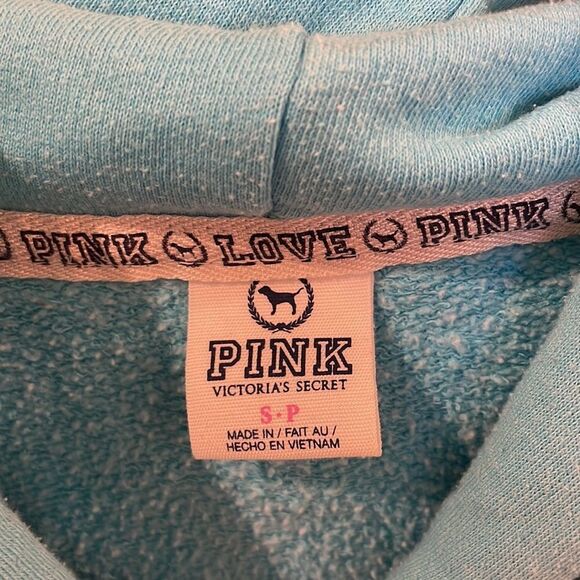 PINK LOVE PINK
PINK
VICTORIA'S SECRET
S•P
MADE IN / FAIT AU /
HECHO EN VIETNAM